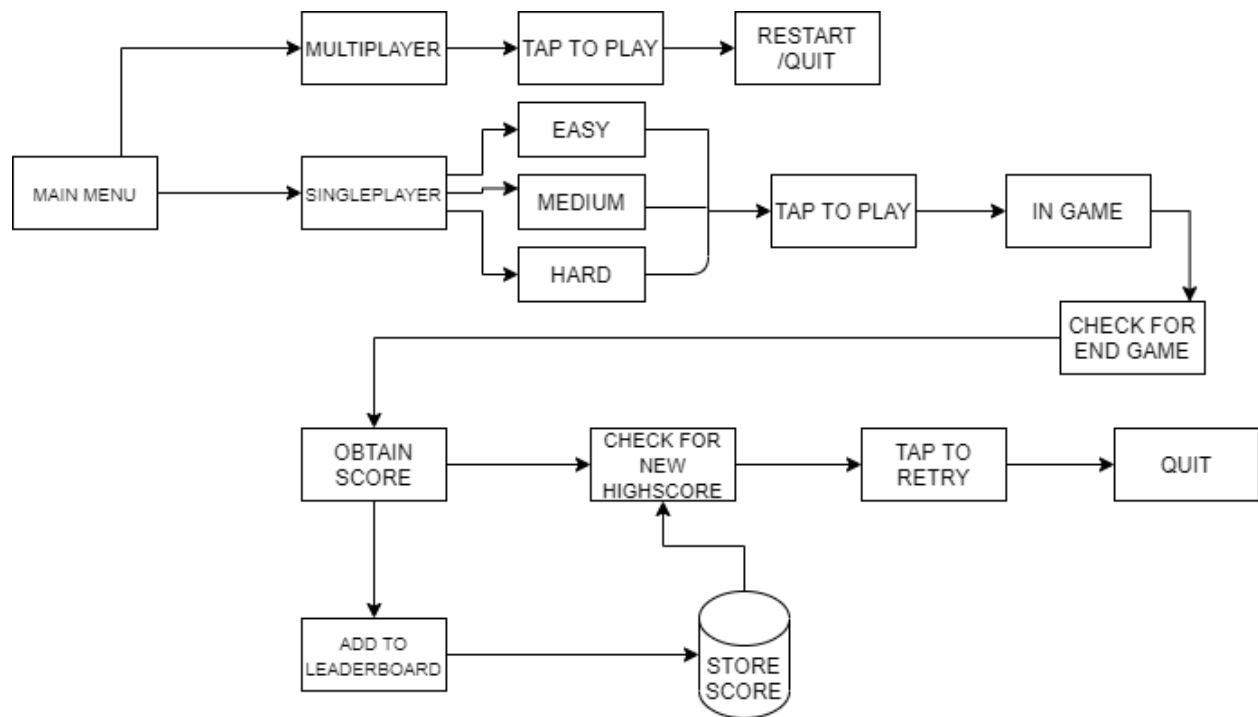 MULTIPLAYER
TAP TO PLAY
RESTART
/QUIT
MAIN MENU
SINGLEPLAYER
EASY
MEDIUM
HARD
TAP TO PLAY
IN GAME
CHECK FOR
END GAME
OBTAIN
SCORE
CHECK FOR
NEW
HIGHSCORE
TAP TO
RETRY
QUIT
ADD TO
LEADERBOARD
STORE
SCORE